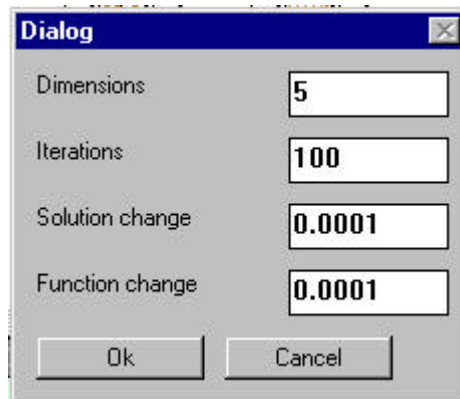 Dialog
Dimensions 5
Iterations 100
Solution change 0.0001
Function change 0.0001
Ok Cancel